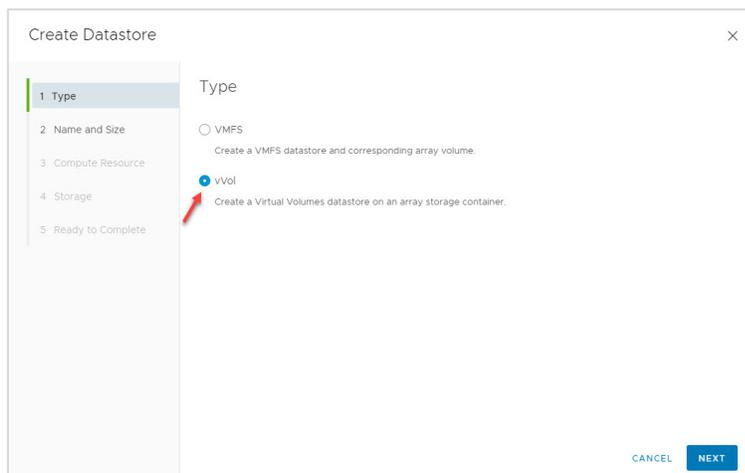 Create Datastore
1 Type
2 Name and Size
3 Compute Resource
4 Storage
5 Ready to Complete
Type
VMFS
Create a VMFS datastore and corresponding array volume.
vVol
Create a Virtual Volumes datastore on an array storage container.
CANCEL
NEXT